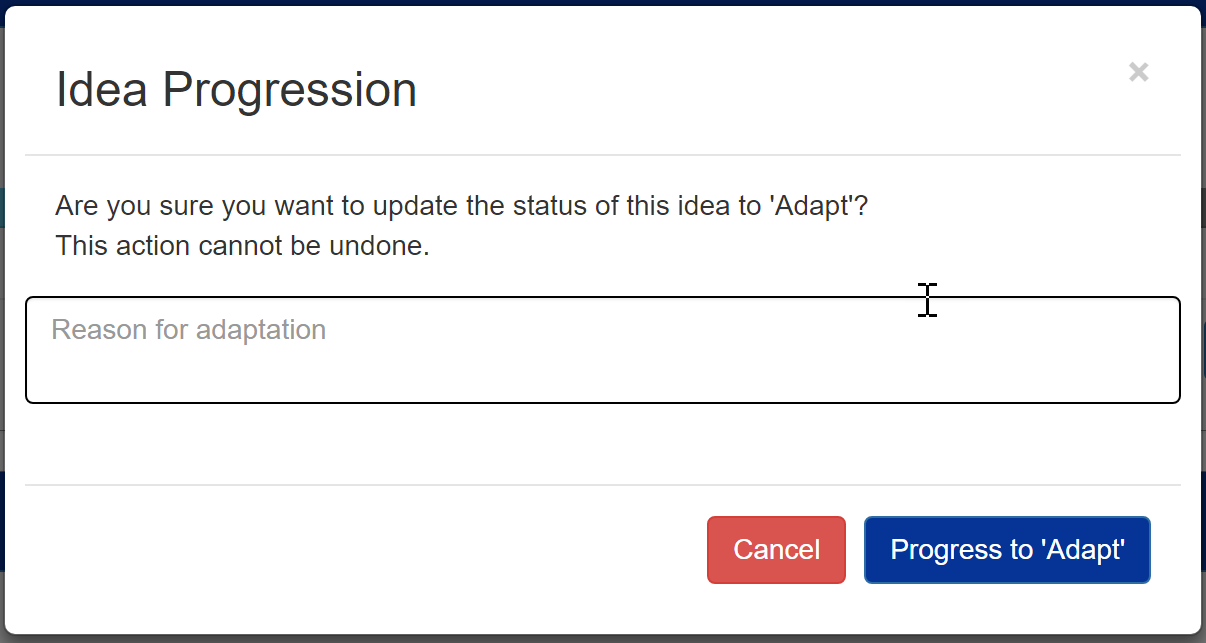 Idea Progression
×
Are you sure you want to update the status of this idea to 'Adapt'?
This action cannot be undone.
Reason for adaptation
Cancel
Progress to 'Adapt'